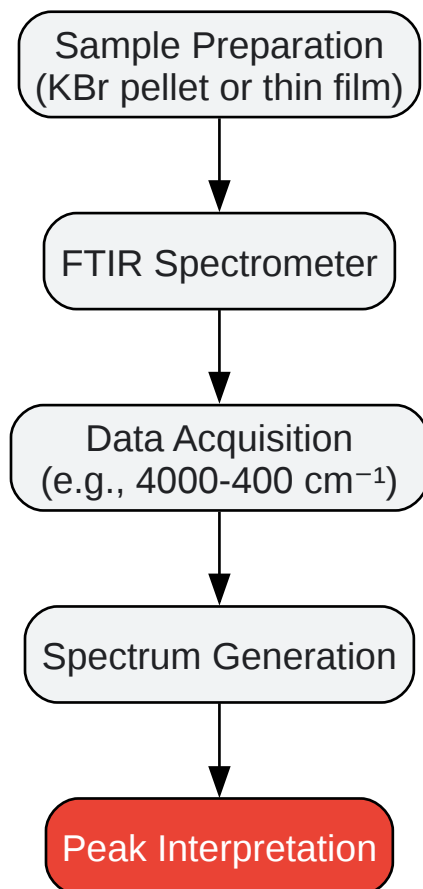 Sample Preparation
(KBr pellet or thin film)
FTIR Spectrometer
Data Acquisition
(e.g., 4000-400 cm⁻¹)
Spectrum Generation
Peak Interpretation